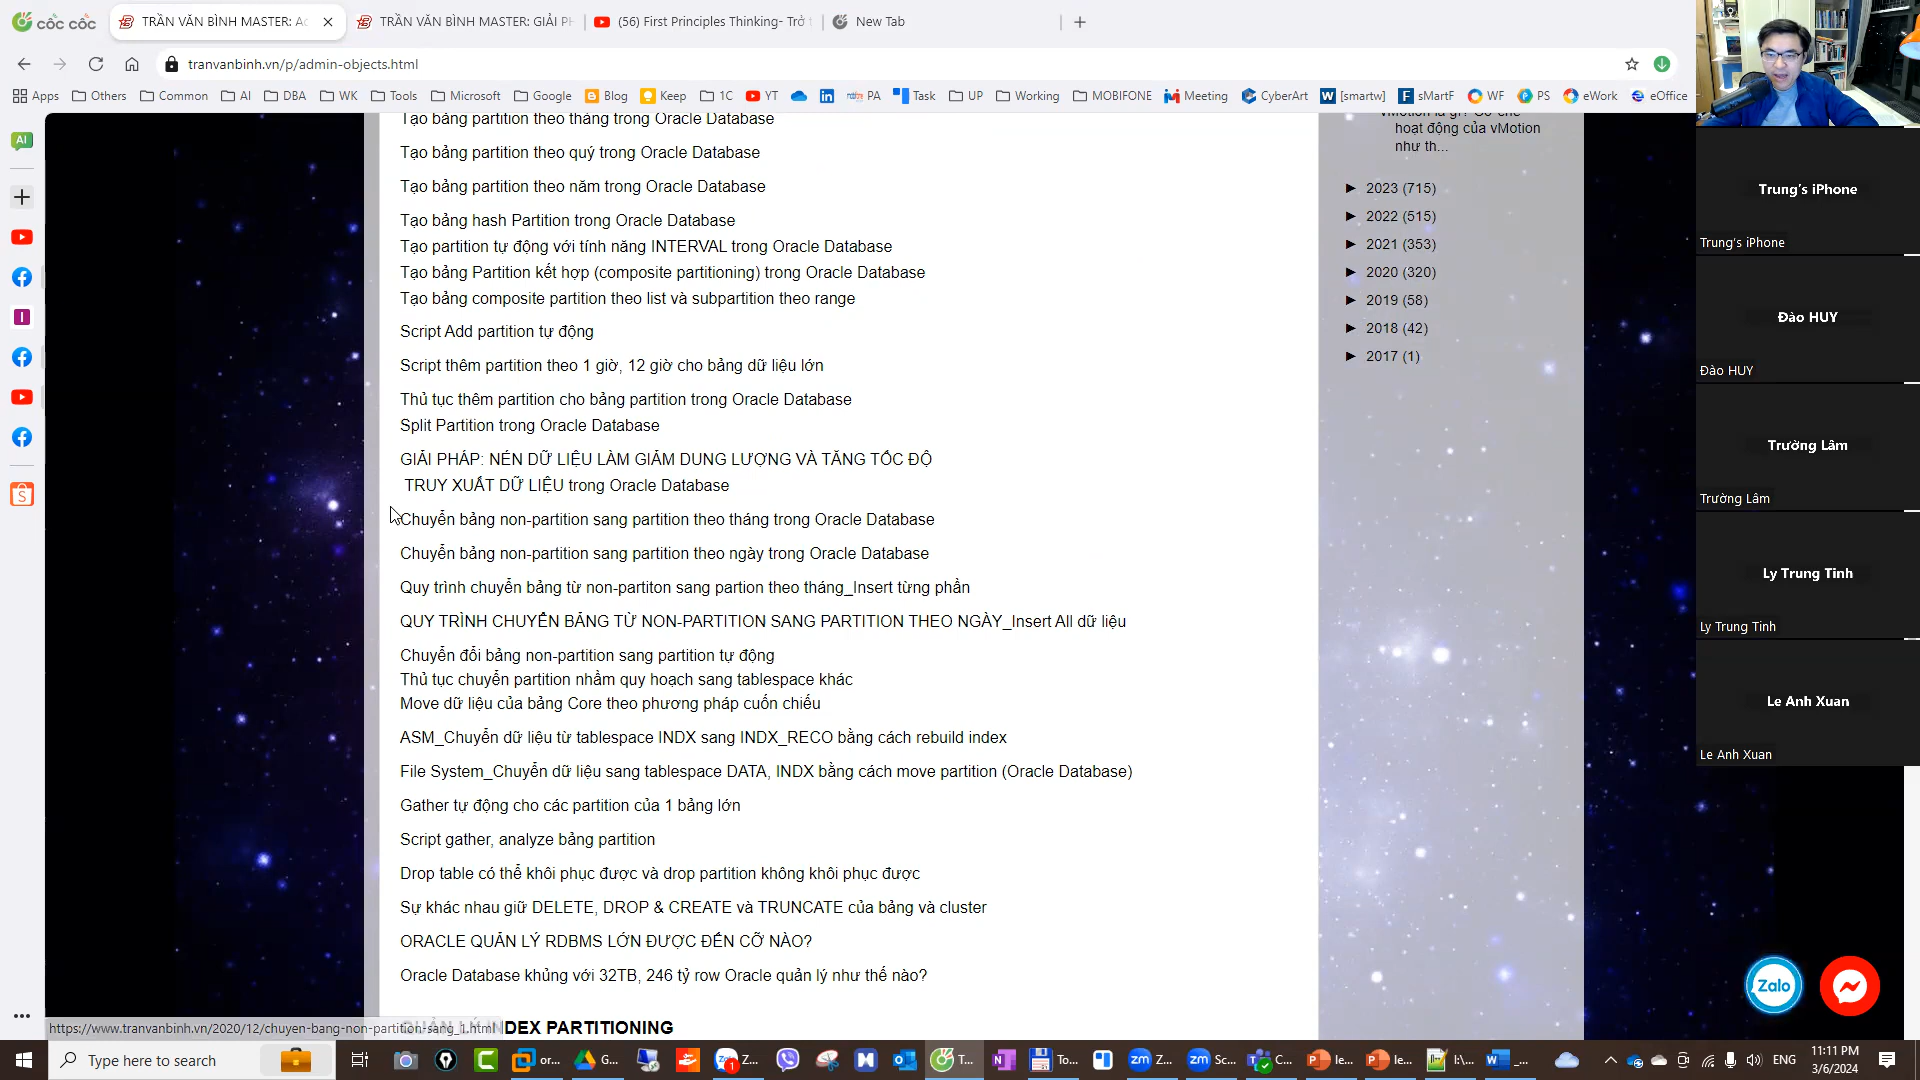 cốc cốc
TRẦN VĂN BÌNH MASTER: Ad
TRẦN VĂN BÌNH MASTER: GIẢI PH
(56) First Principles Thinking- Trở t
New Tab
tranvanbinh.vn/p/admin-objects.html
Apps
Others
Common
AI
DBA
WK
Tools
Microsoft
Google
Blog
Keep
1C
YT
PA
Task
UP
Working
MOBIFONE
Meeting
CyberArt
[smartw]
sMartF
WF
PS
eWork
eOffice
Tạo bảng partition theo tháng trong Oracle Database
Tạo bảng partition theo quý trong Oracle Database
Tạo bảng partition theo năm trong Oracle Database
Tạo bảng hash Partition trong Oracle Database
Tạo partition tự động với tính năng INTERVAL trong Oracle Database
Tạo bảng Partition kết hợp (composite partitioning) trong Oracle Database
Tạo bảng composite partition theo list và subpartition theo range
Script Add partition tự động
Script thêm partition theo 1 giờ, 12 giờ cho bảng dữ liệu lớn
Thủ tục thêm partition cho bảng partition trong Oracle Database
Split Partition trong Oracle Database
GIẢI PHÁP: NÉN DỮ LIỆU LÀM GIẢM DUNG LƯỢNG VÀ TĂNG TỐC ĐỘ
TRUY XUẤT DỮ LIỆU trong Oracle Database
Chuyển bảng non-partition sang partition theo tháng trong Oracle Database
Chuyển bảng non-partition sang partition theo ngày trong Oracle Database
Quy trình chuyển bảng từ non-partiton sang partion theo tháng_Insert từng phần
QUY TRÌNH CHUYỂN BẢNG TỪ NON-PARTITION SANG PARTITION THEO NGÀY_Insert All dữ liệu
Chuyển đổi bảng non-partition sang partition tự động
Thủ tục chuyển partition nhằm quy hoạch sang tablespace khác
Move dữ liệu của bảng Core theo phương pháp cuốn chiếu
ASM_Chuyển dữ liệu từ tablespace INDX sang INDX_RECO bằng cách rebuild index
File System_Chuyển dữ liệu sang tablespace DATA, INDX bằng cách move partition (Oracle Database)
Gather tự động cho các partition của 1 bảng lớn
Script gather, analyze bảng partition
Drop table có thể khôi phục được và drop partition không khôi phục được
Sự khác nhau giữ DELETE, DROP & CREATE và TRUNCATE của bảng và cluster
ORACLE QUẢN LÝ RDBMS LỚN ĐƯỢC ĐẾN CỠ NÀO?
Oracle Database khủng với 32TB, 246 tỷ row Oracle quản lý như thế nào?
INDEX PARTITIONING
https://www.tranvanbinh.vn/2020/12/chuyen-bang-non-partition-sang_1.html
hoạt động của vMotion
như th...
► 2023 (715)
► 2022 (515)
► 2021 (353)
► 2020 (320)
► 2019 (58)
► 2018 (42)
► 2017 (1)
Trung's iPhone
Trung's iPhone
Đào HUY
Đào HUY
Trường Lâm
Trường Lâm
Ly Trung Tinh
Ly Trung Tinh
Le Anh Xuan
Le Anh Xuan
Zalo
Type here to search
or...
G...
Z...
T...
To...
Z...
Sc...
C...
le...
le...
I:\...
_...
ENG
11:11 PM
3/6/2024